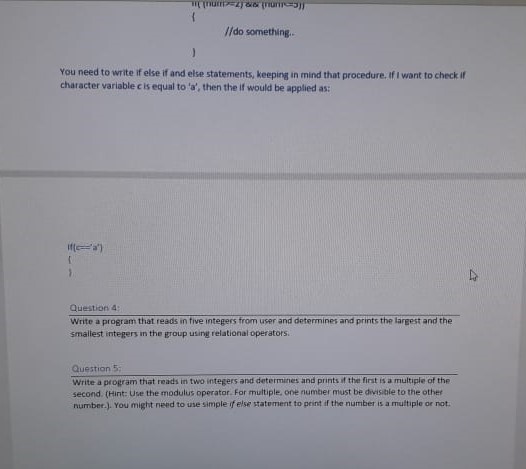 if( (num>=2) && (num<=3))
{
//do something..
}
You need to write if else if and else statements, keeping in mind that procedure. If I want to check if
character variable c is equal to 'a', then the if would be applied as:
if(c=='a')
{
}
Question 4:
Write a program that reads in five integers from user and determines and prints the largest and the
smallest integers in the group using relational operators.
Question 5:
Write a program that reads in two integers and determines and prints if the first is a multiple of the
second. (Hint: Use the modulus operator. For multiple, one number must be divisible to the other
number.). You might need to use simple if else statement to print if the number is a multiple or not.